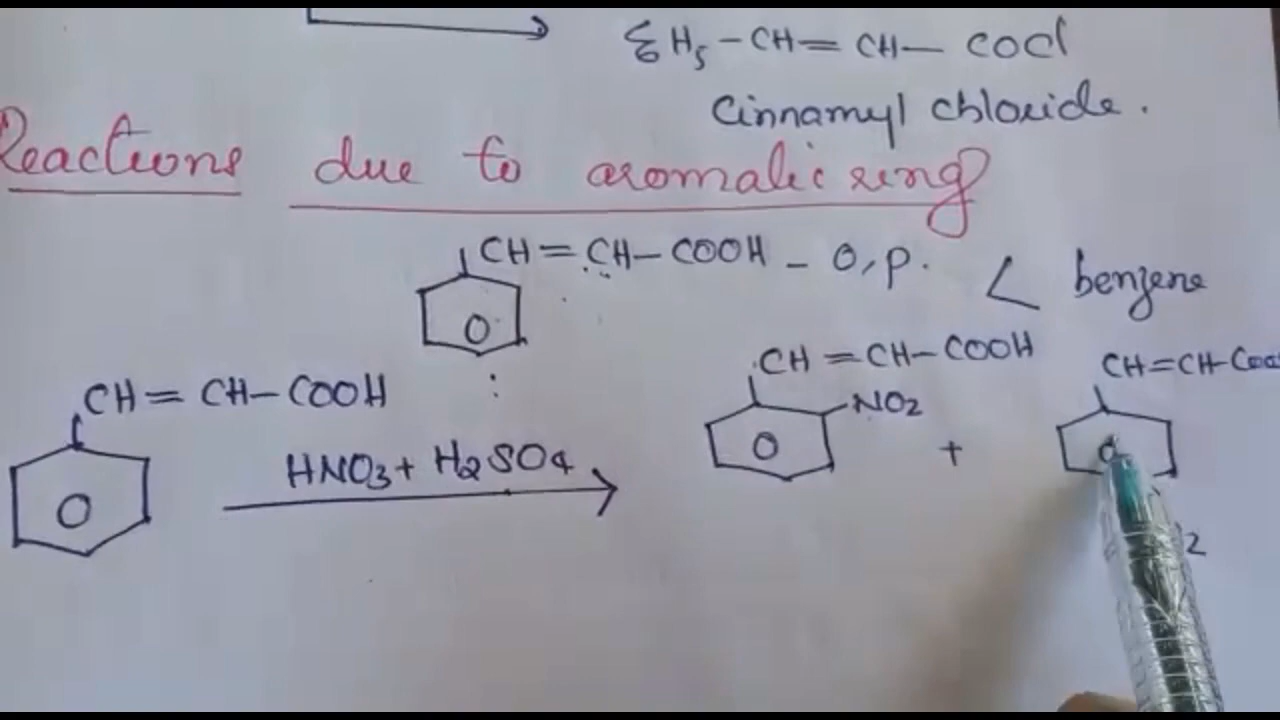 C6H5-CH=CH-COCl
Cinnamyl chloride.
Reactions due to aromatic ring
CH=CH-COOH - O,P. < benzene
CH=CH-COOH
HNO3+H2SO4
CH=CH-COOH
NO2
+
CH=CH-COO
2